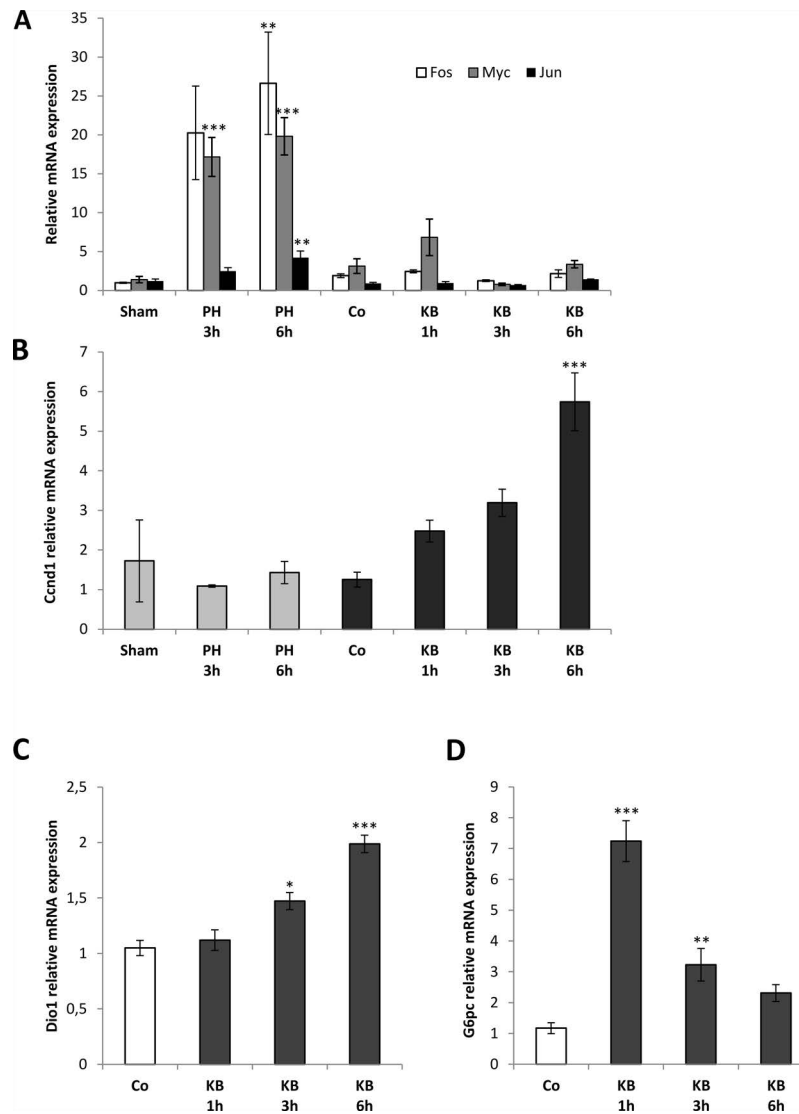 A
35
30
25
20
15
10
5
0
Relative mRNA expression
Fos Myc Jun
***
**
***
**
Sham PH PH Co KB KB KB
3h 6h 1h 3h 6h
B
7
6
5
4
3
2
1
0
Ccnd1 relative mRNA expression
***
Sham PH PH Co KB KB KB
3h 6h 1h 3h 6h
C
2,5
2
1,5
1
0,5
0
Dio1 relative mRNA expression
*
***
Co KB KB KB
1h 3h 6h
D
9
8
7
6
5
4
3
2
1
0
G6pc relative mRNA expression
***
**
Co KB KB KB
1h 3h 6h